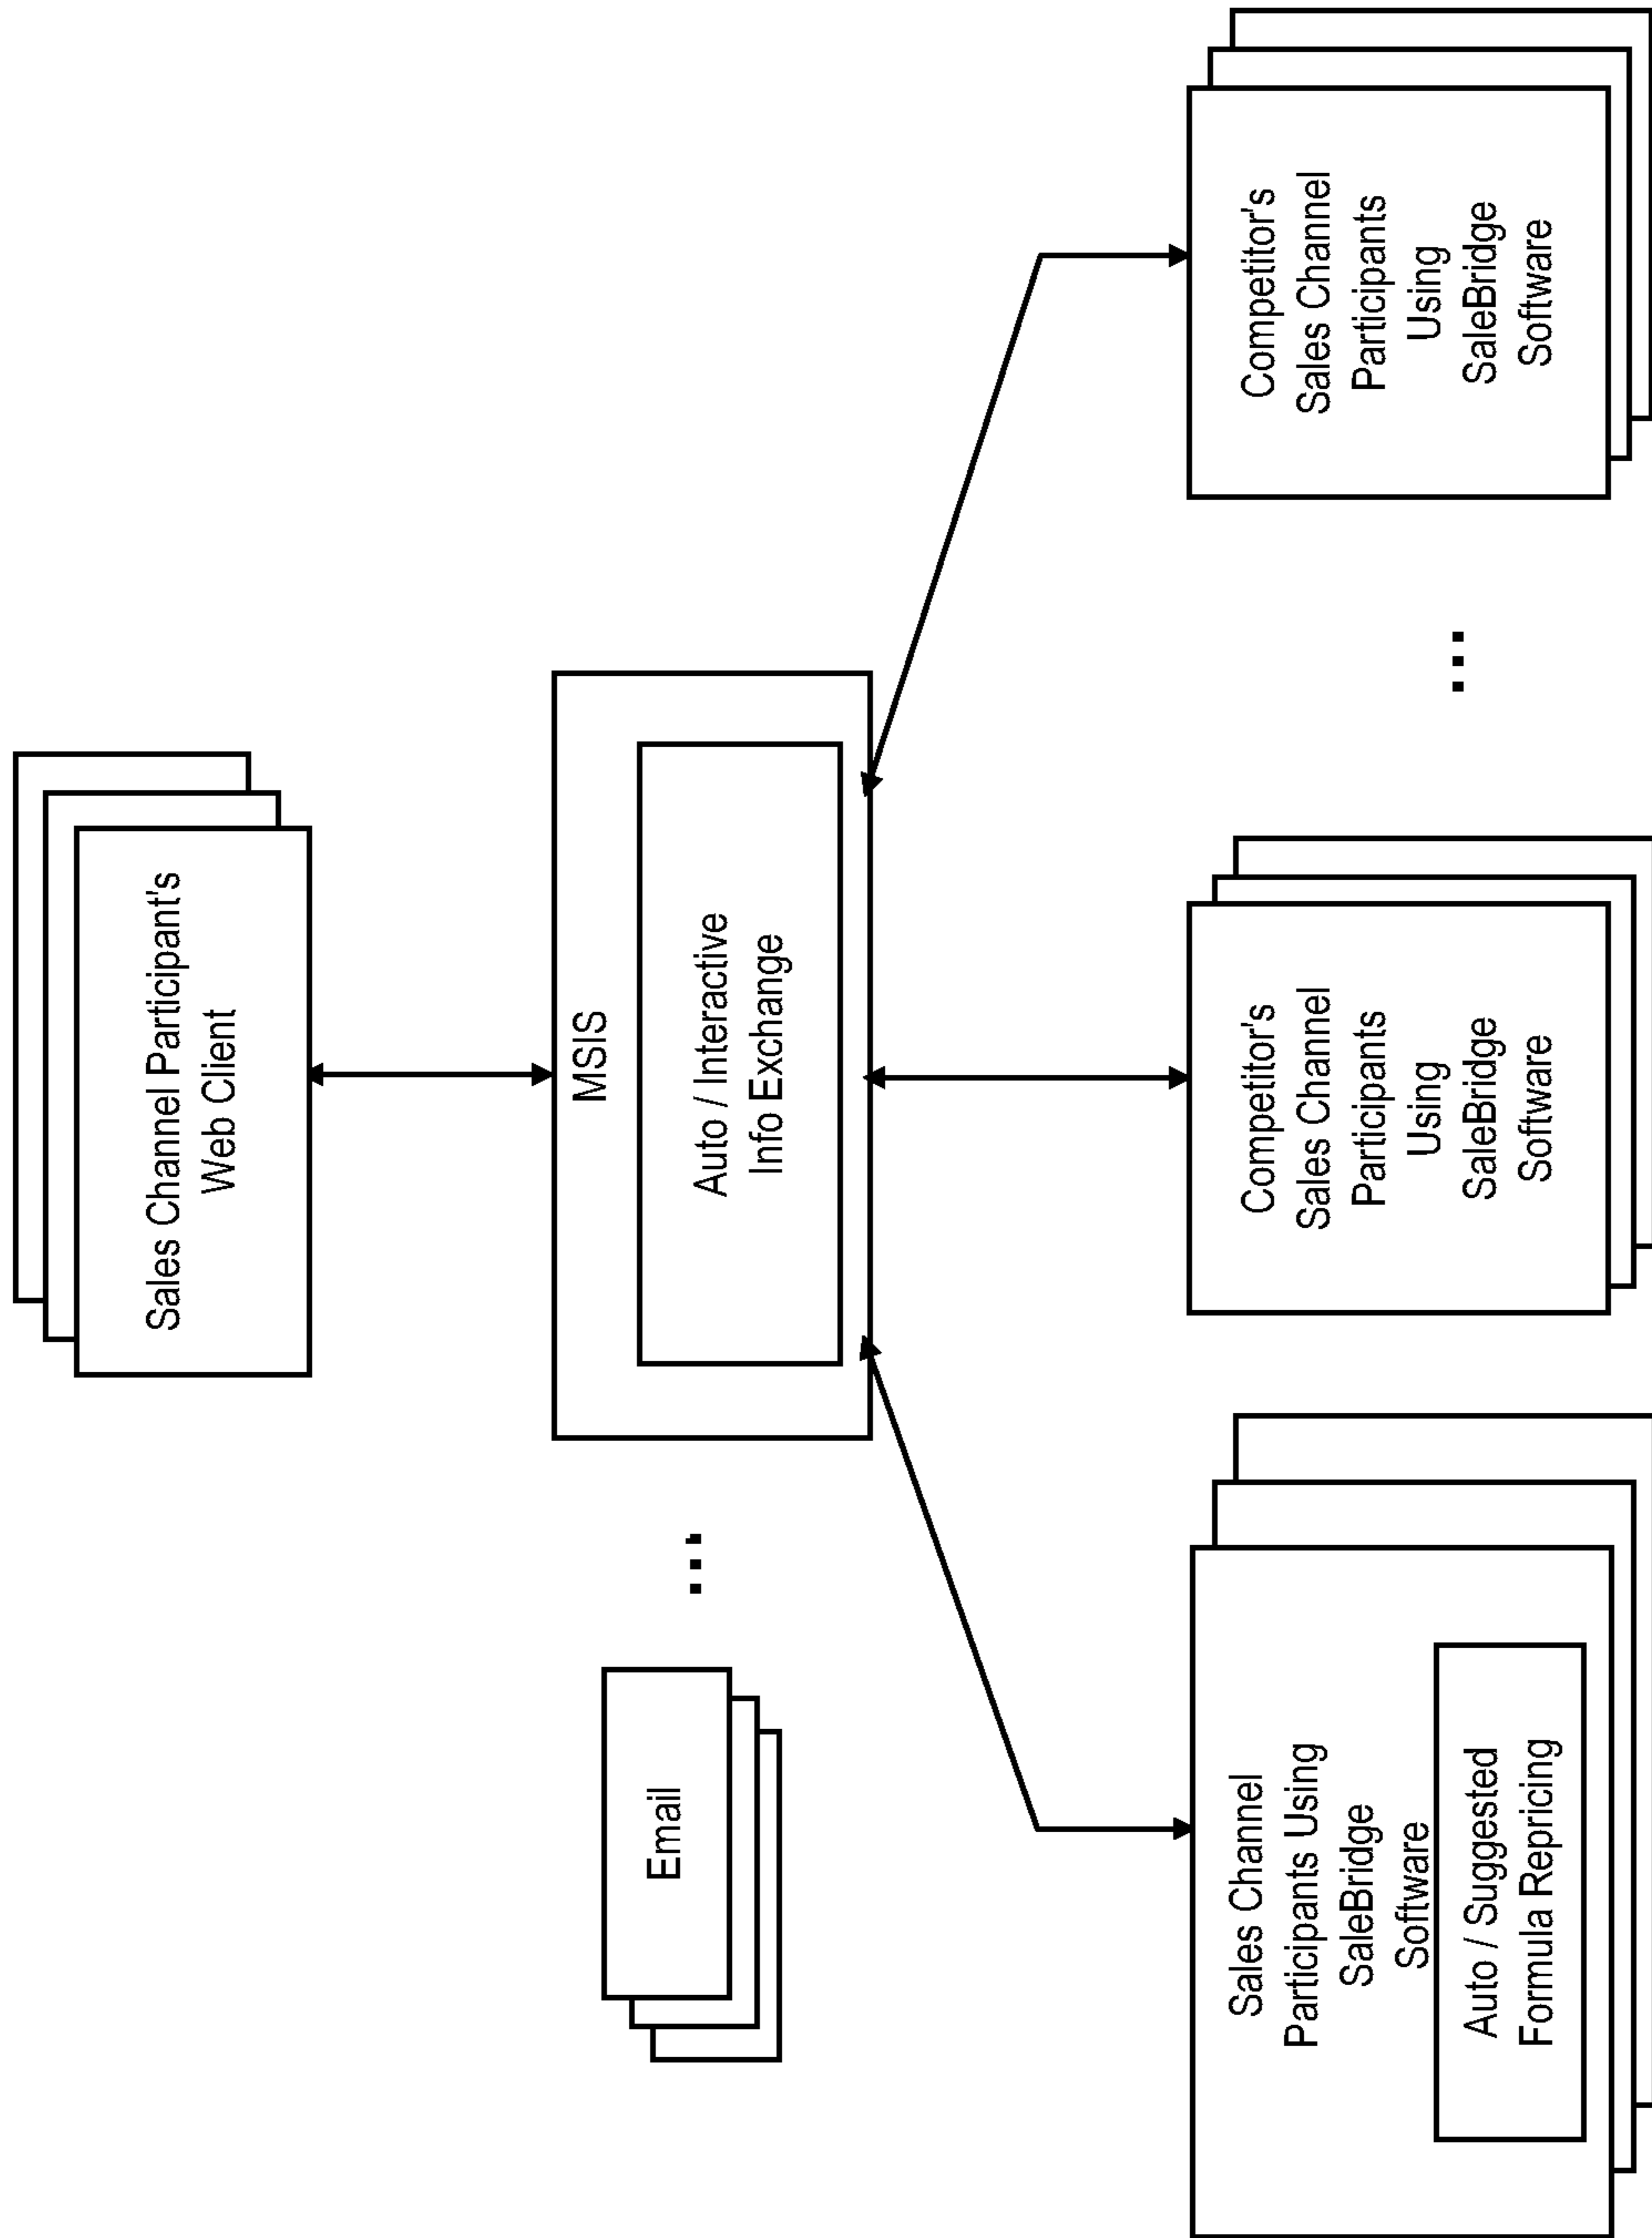 Sales Channel Participant's
Web Client
Email
...
MSIS
Auto / Interactive
Info Exchange
Sales Channel
Participants Using
SaleBridge
Software
Auto / Suggested
Formula Repricing
Competitor's
Sales Channel
Participants
Using
SaleBridge
Software
...
Competitor's
Sales Channel
Participants
Using
SaleBridge
Software